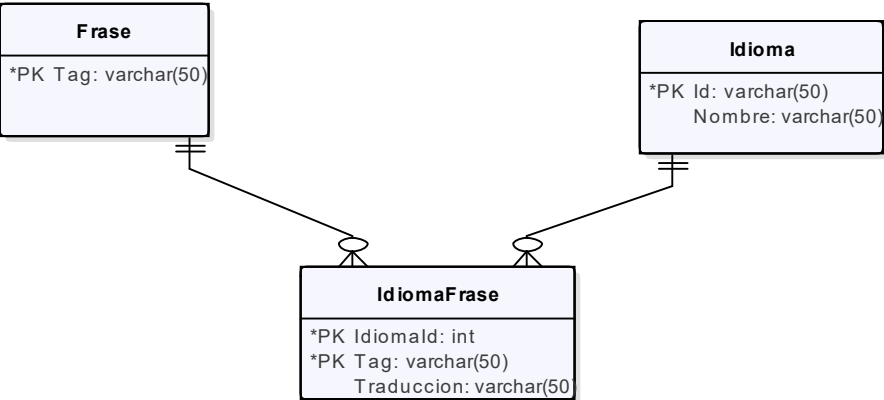 Frase
*PK Tag: varchar(50)
Idioma
*PK Id: varchar(50)
Nombre: varchar(50)
IdiomaFrase
*PK IdiomaId: int
*PK Tag: varchar(50)
Traduccion: varchar(50)